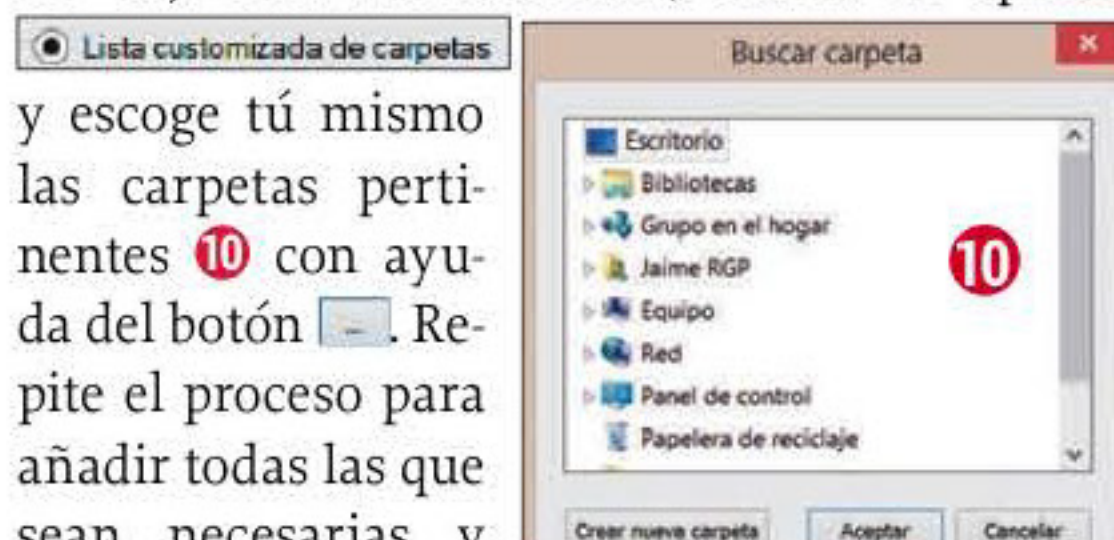 Lista customizada de carpetas
y escoge tú mismo
las carpetas perti-
nentes 10 con ayu-
da del botón ... . Re-
pite el proceso para
añadir todas las que
sean necesarias y
Buscar carpeta
Escritorio
Bibliotecas
Grupo en el hogar
Jaime RGP
Equipo
Red
Panel de control
Papelera de reciclaje
10
Crear nueva carpeta Aceptar Cancelar